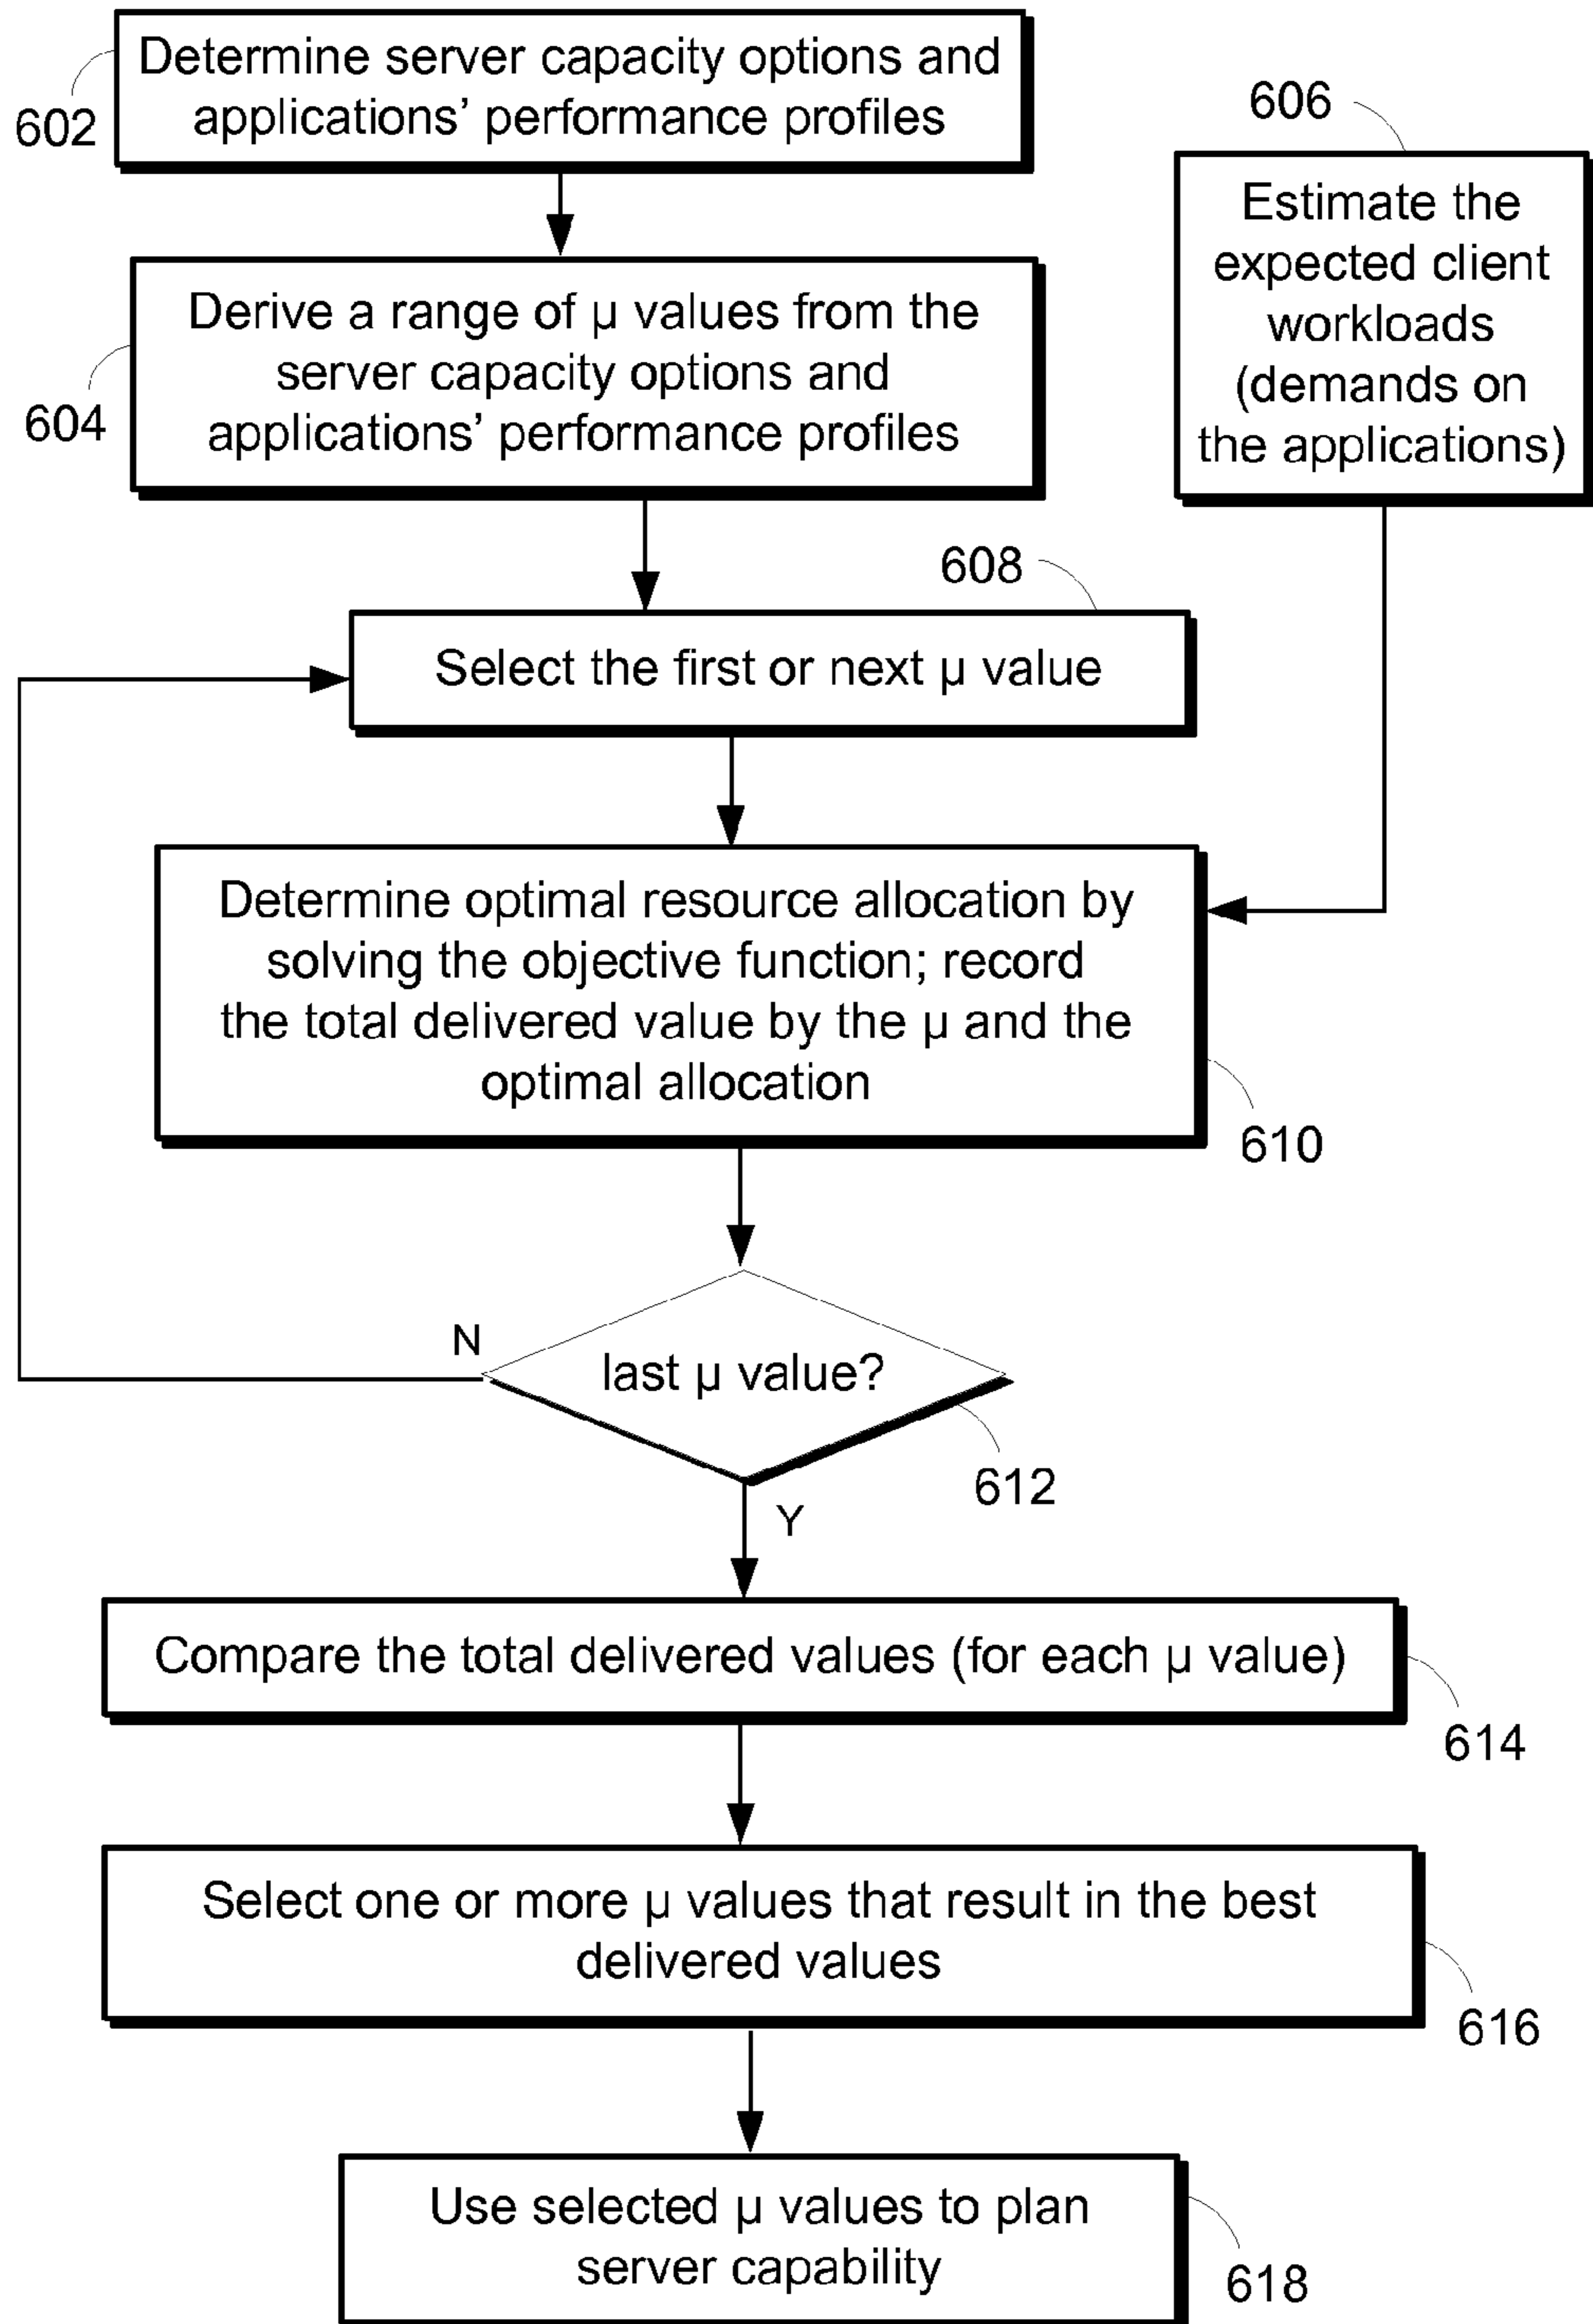 Determine server capacity options and
applications’ performance profiles
602
606
Estimate the
expected client
workloads
(demands on
the applications)
Derive a range of µ values from the
server capacity options and
applications’ performance profiles
604
608
Select the first or next µ value
Determine optimal resource allocation by
solving the objective function; record
the total delivered value by the µ and the
optimal allocation
610
N
last µ value?
612
Y
Compare the total delivered values (for each µ value)
614
Select one or more µ values that result in the best
delivered values
616
Use selected µ values to plan
server capability
618